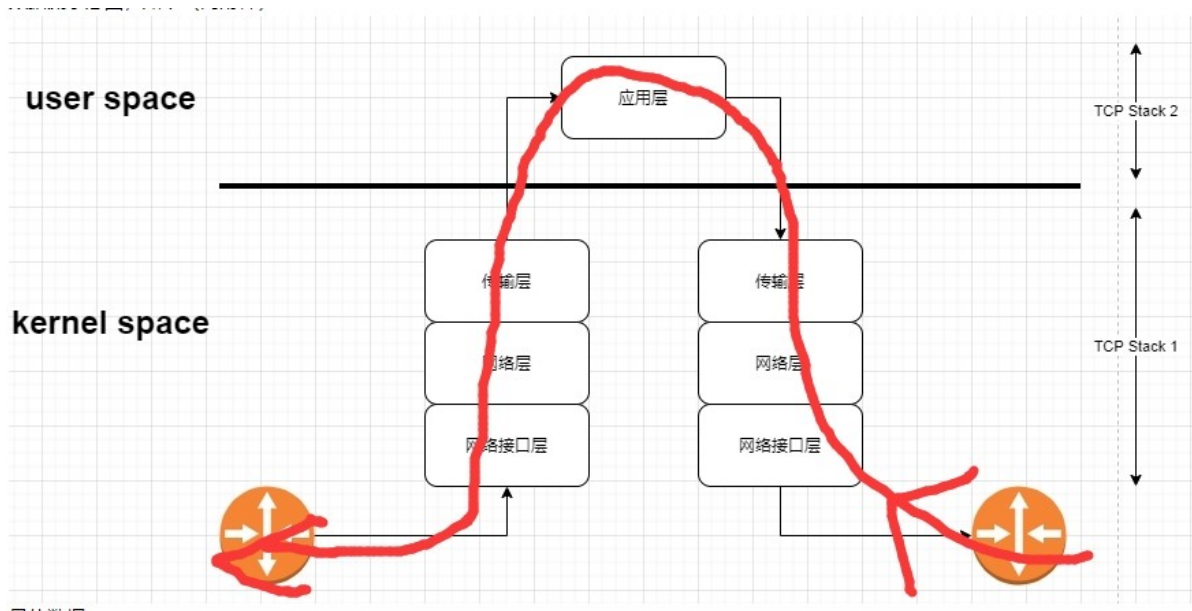 user space
应用层
TCP Stack 2
kernel space
传输层
传输层
网络层
网络层
TCP Stack 1
网络接口层
网络接口层